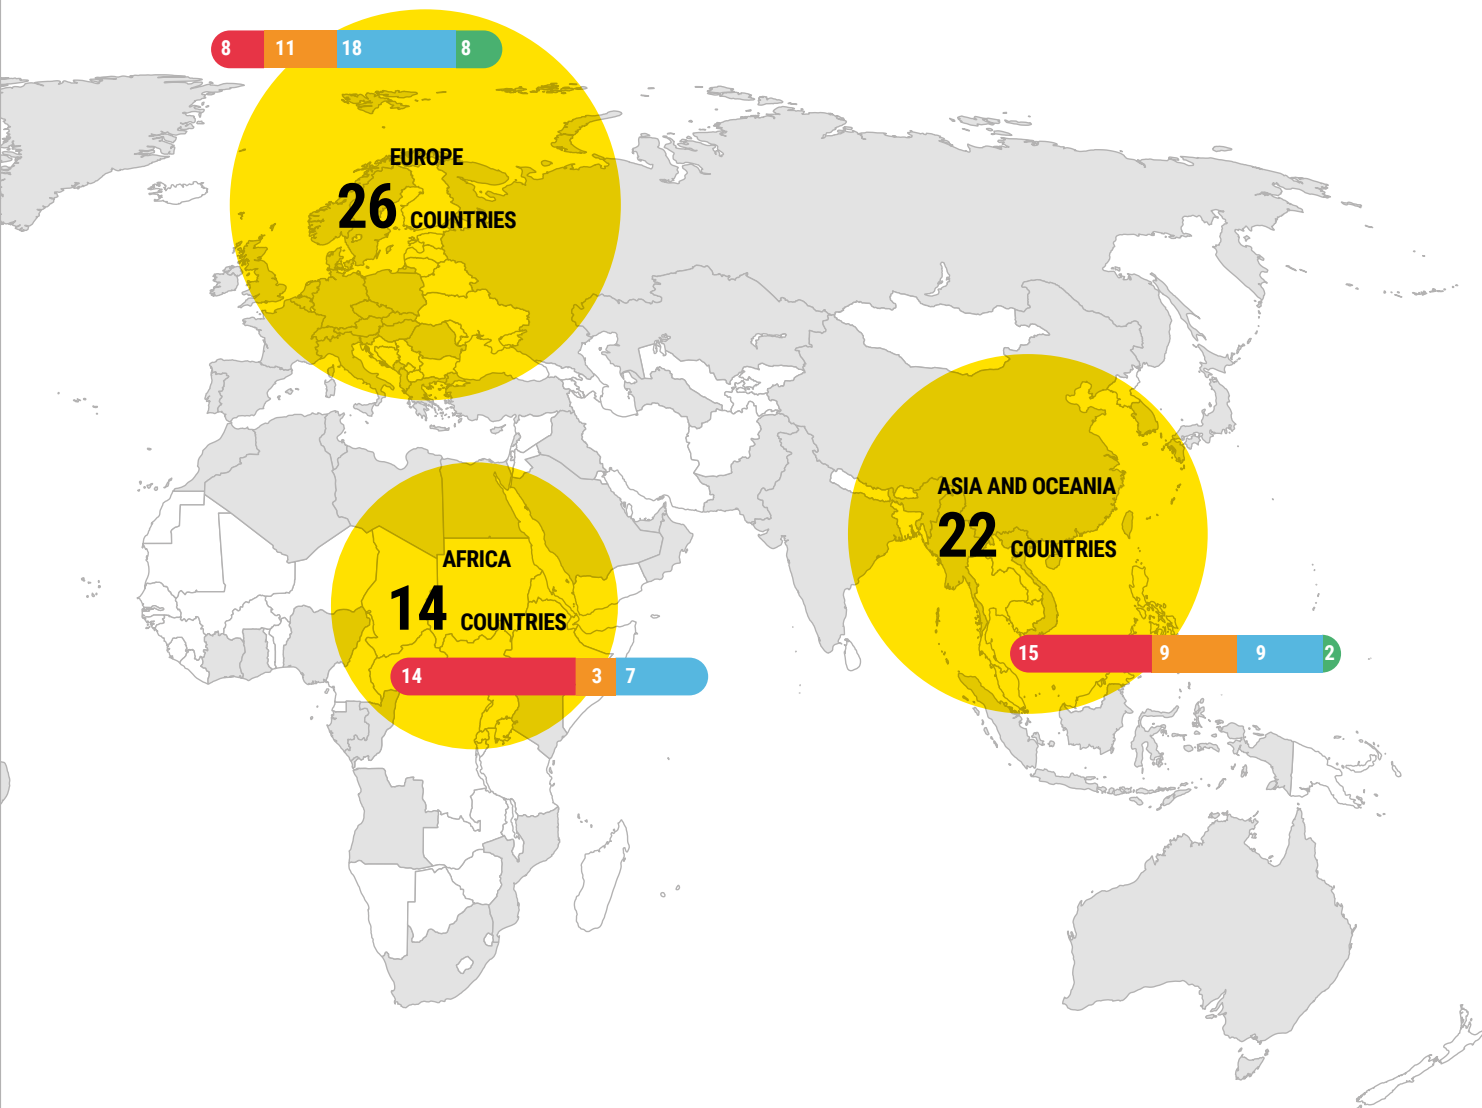 8 11 18 8
EUROPE
26 COUNTRIES
ASIA AND OCEANIA
22 COUNTRIES
15 9 9 2
AFRICA
14 COUNTRIES
14 3 7